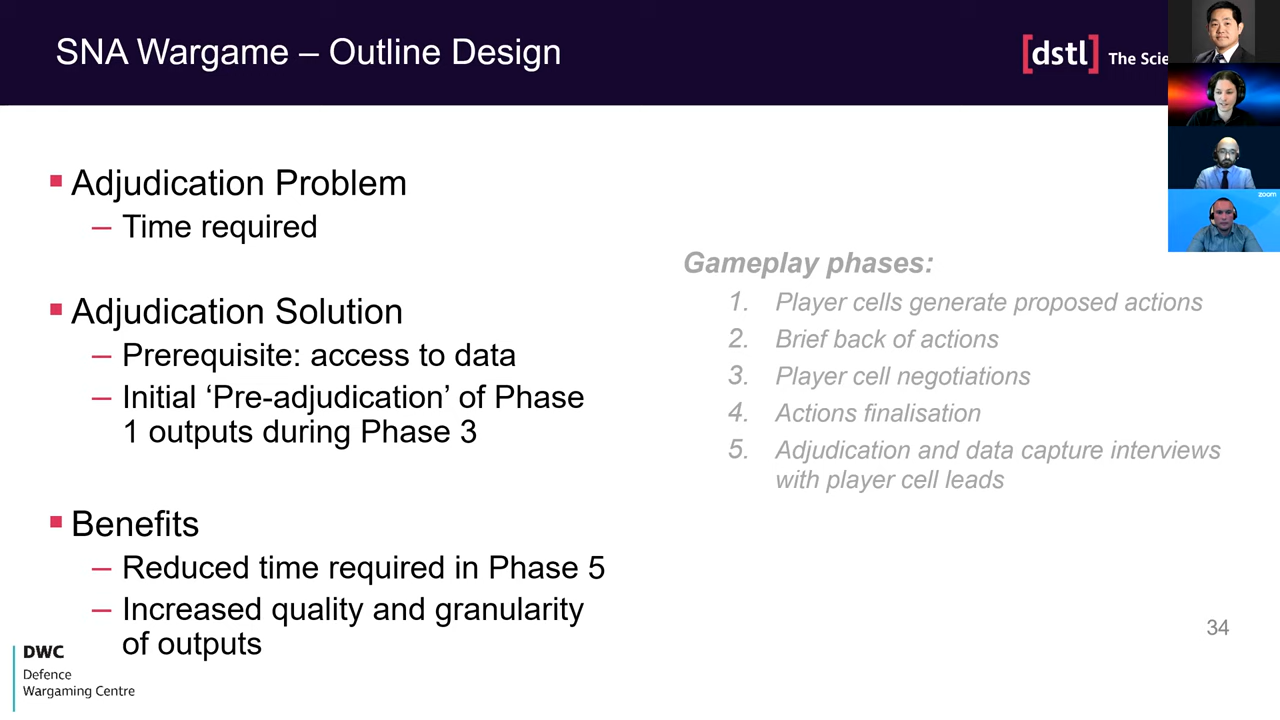 SNA Wargame – Outline Design
[dstl] The Scie
zoom
▪ Adjudication Problem
– Time required
▪ Adjudication Solution
– Prerequisite: access to data
– Initial ‘Pre-adjudication’ of Phase
1 outputs during Phase 3
▪ Benefits
– Reduced time required in Phase 5
– Increased quality and granularity
of outputs
Gameplay phases:
1. Player cells generate proposed actions
2. Brief back of actions
3. Player cell negotiations
4. Actions finalisation
5. Adjudication and data capture interviews
with player cell leads
34
DWC
Defence
Wargaming Centre